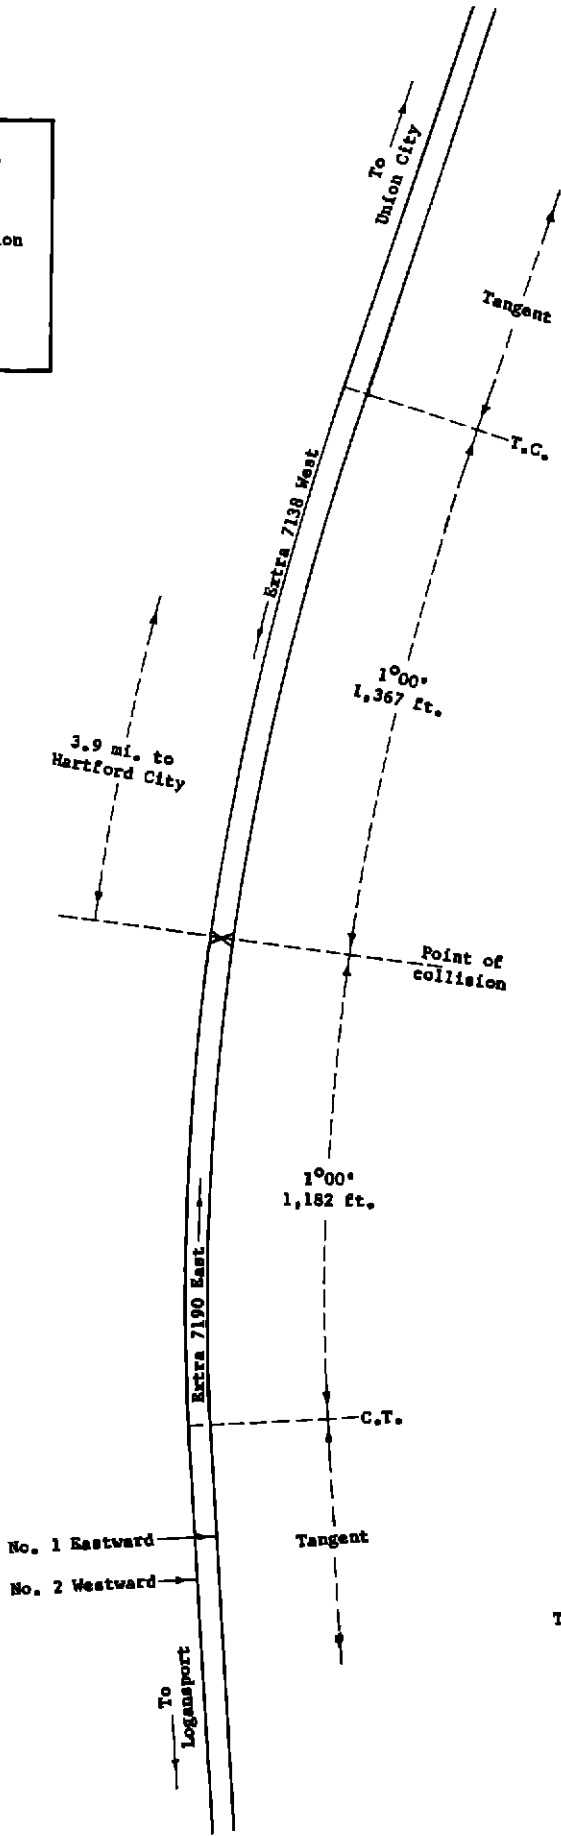 on
To
Union City
Tangent
T.C.
Extra 7138 West
1°00'
1,367 ft.
3.9 mi. to
Hartford City
Point of
collision
1°00'
1,182 ft.
Extra 7190 East
C.T.
No. 1 Eastward
Tangent
No. 2 Westward
T
To
Logansport